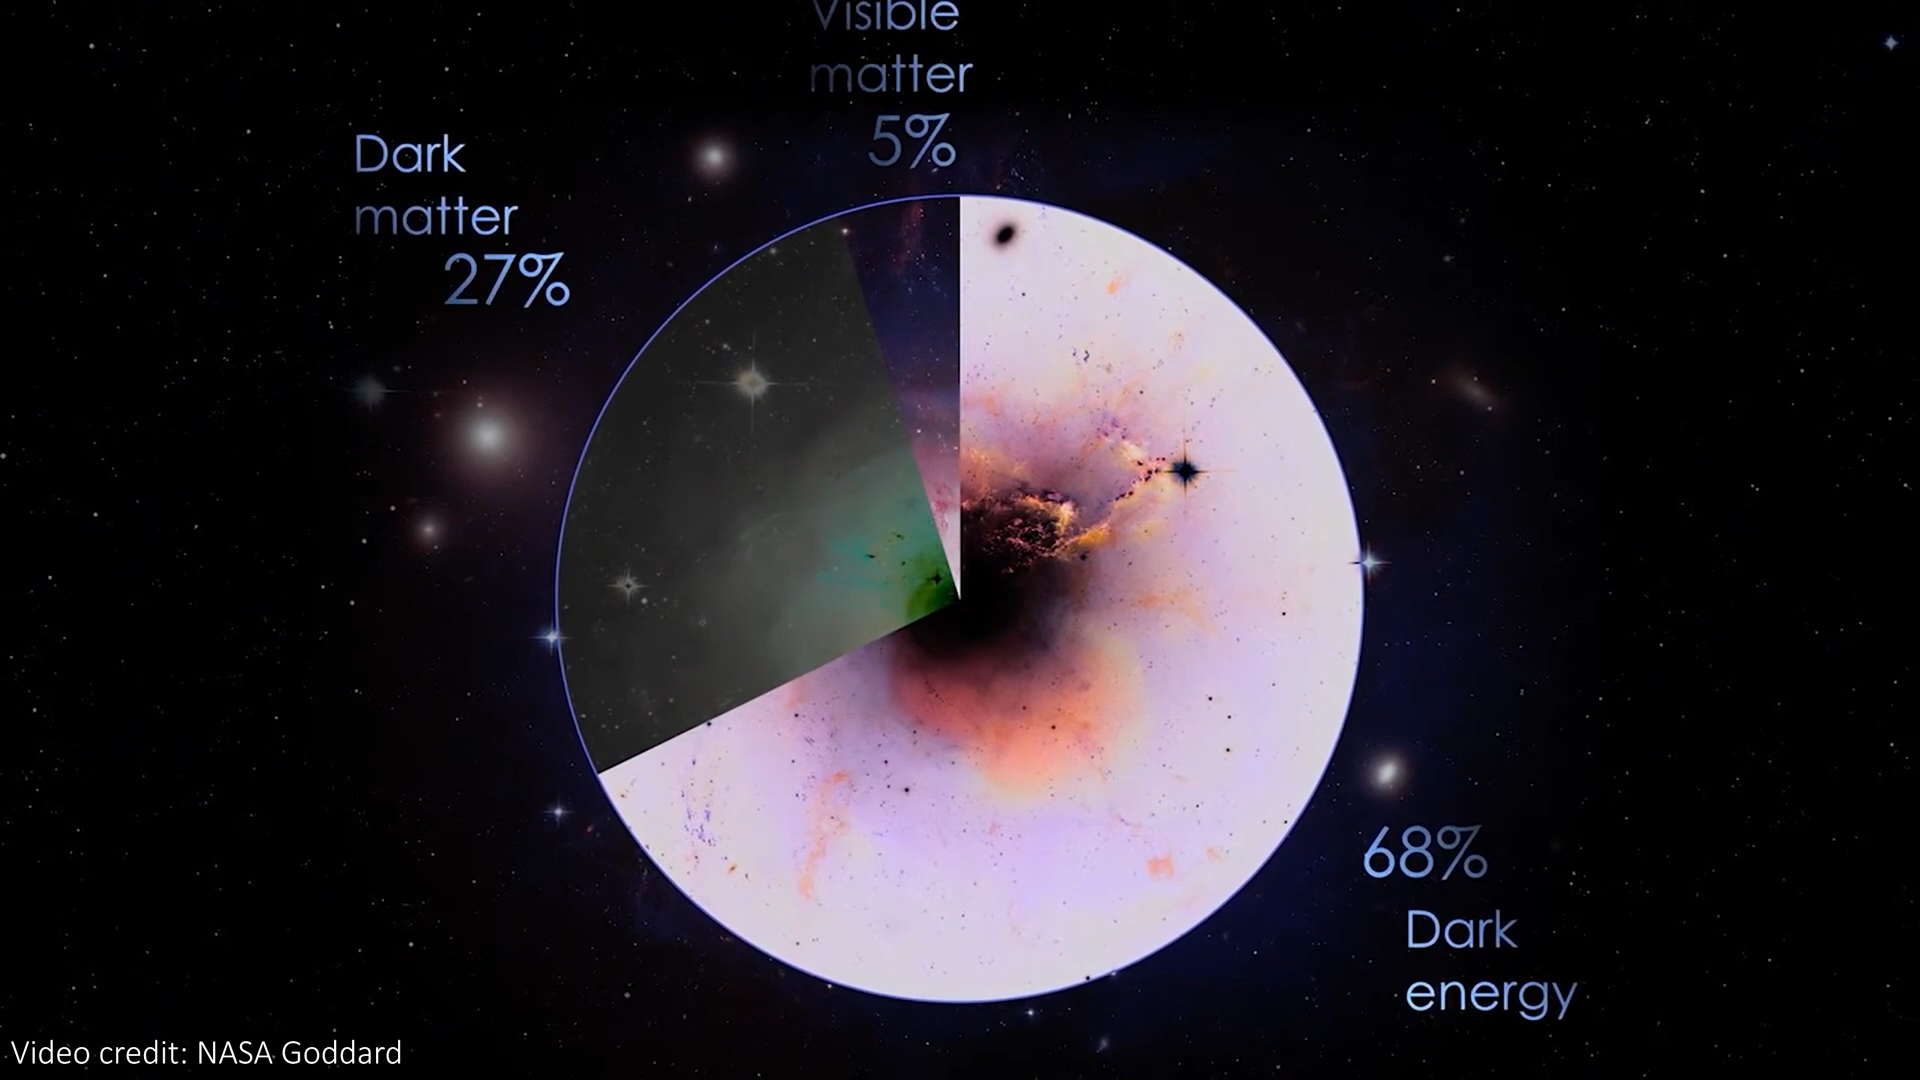 Visible
matter
5%
Dark
matter
27%
68%
Dark
energy
Video credit: NASA Goddard